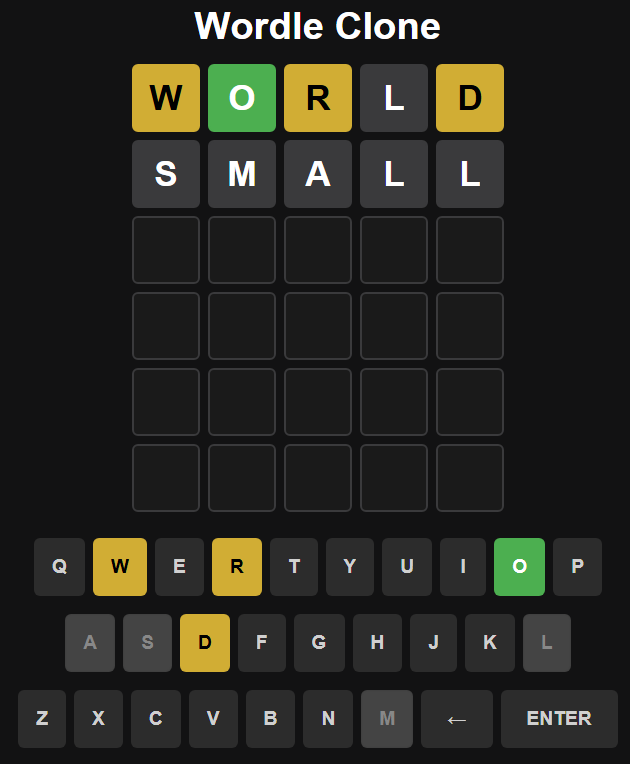 Wordle Clone
W O R L D
S M A L L
Q W E R T Y U I O P
A S D F G H J K L
Z X C V B N M ← ENTER